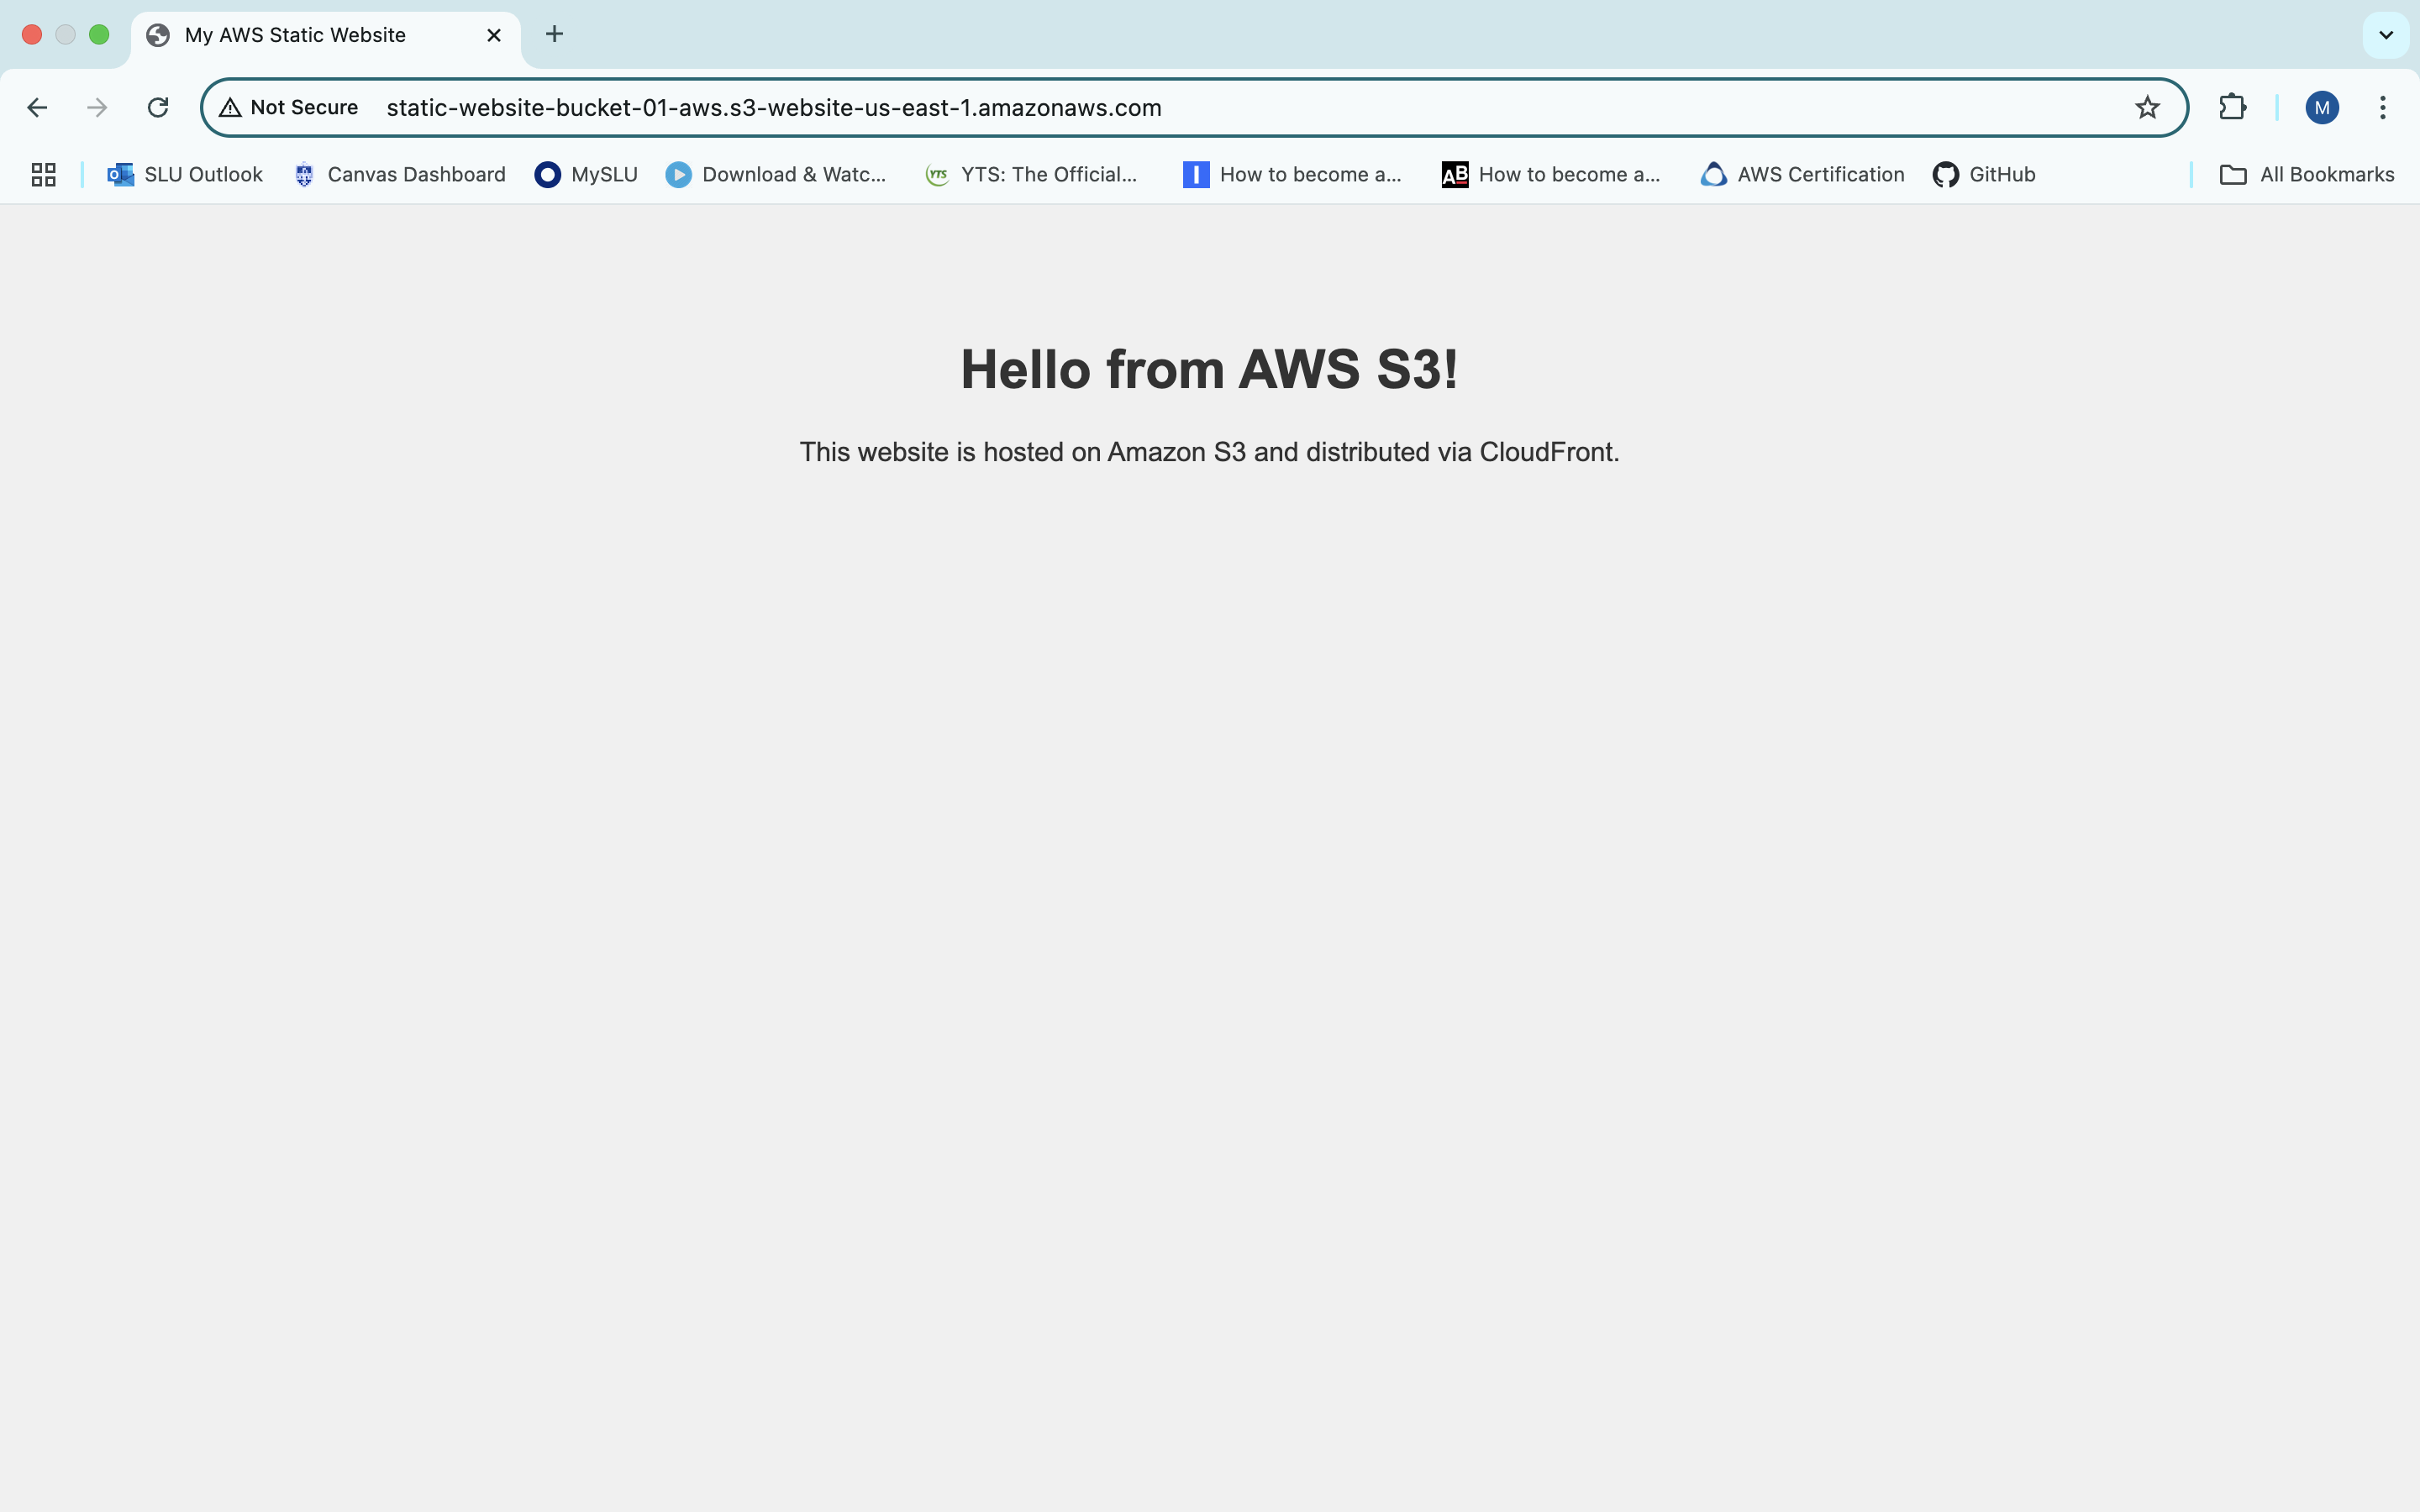 My AWS Static Website
Not Secure static-website-bucket-01-aws.s3-website-us-east-1.amazonaws.com M
SLU Outlook Canvas Dashboard MySLU Download & Watc... YTS YTS: The Official... How to become a... AB How to become a... AWS Certification GitHub All Bookmarks
Hello from AWS S3!
This website is hosted on Amazon S3 and distributed via CloudFront.